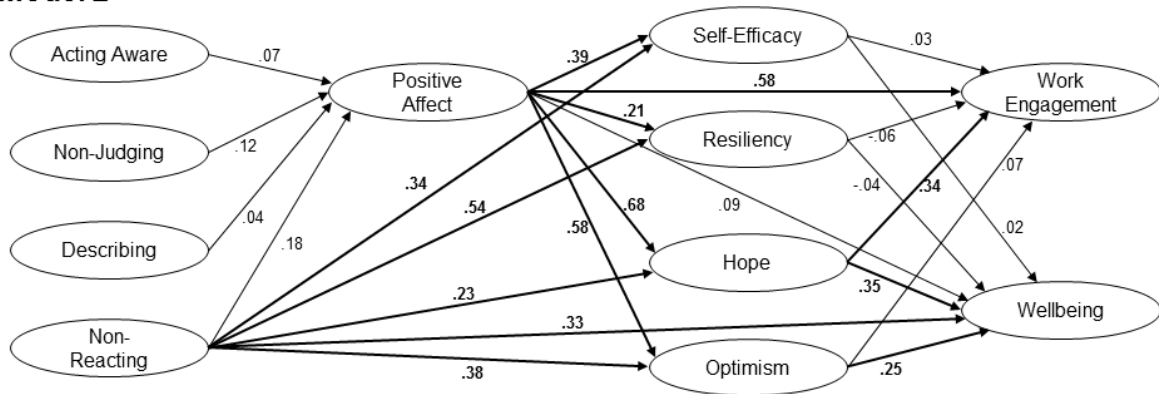 Acting Aware
Non-Judging
Describing
Non-
Reacting
Positive
Affect
Self-Efficacy
Resiliency
Hope
Optimism
Work
Engagement
Wellbeing
.07
.12
.04
.18
.39
.58
.21
.34
.54
.68
.58
.09
.23
.33
.38
.03
-.06
.07
-.04
.34
.02
.35
.25